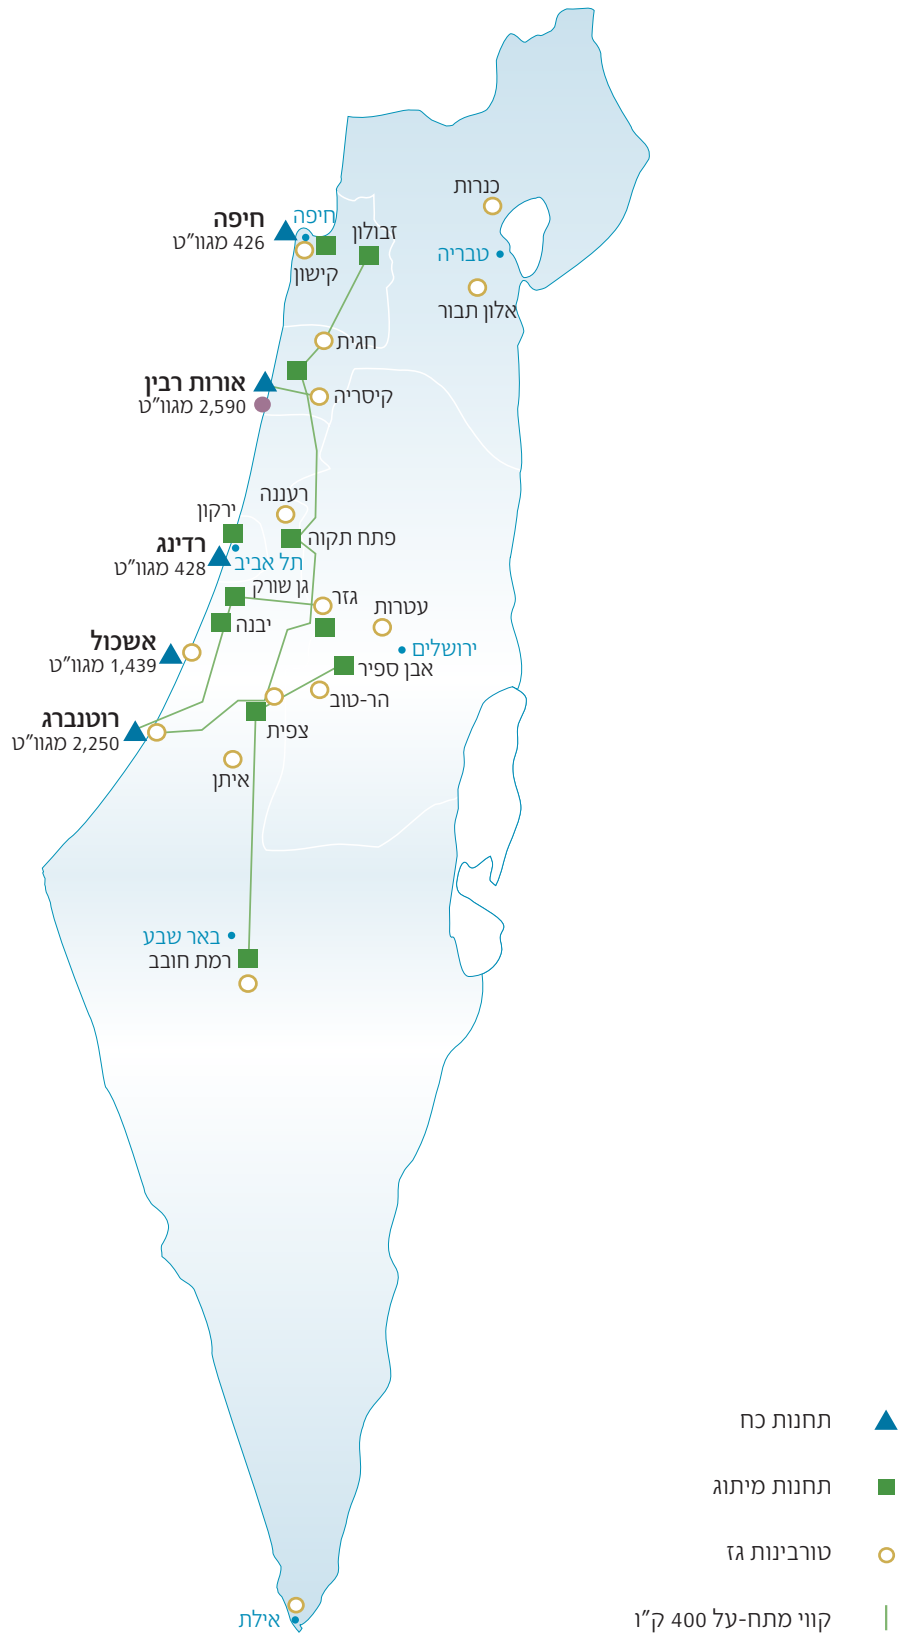 כנרות
חיפה
חיפה
426 מגוו"ט
זבולון
טבריה
קישון
אלון תבור
חגית
אורות רבין
2,590 מגוו"ט
קיסריה
רעננה
ירקון
פתח תקוה
רדינג
428 מגוו"ט
תל אביב
גן שורק
גזר
עטרות
יבנה
אשכול
1,439 מגוו"ט
ירושלים
אבן ספיר
הר-טוב
רוטנברג
2,250 מגוו"ט
צפית
איתן
באר שבע
רמת חובב
תחנות כח
תחנות מיתוג
טורבינות גז
קווי מתח-על 400 ק"ו
אילת